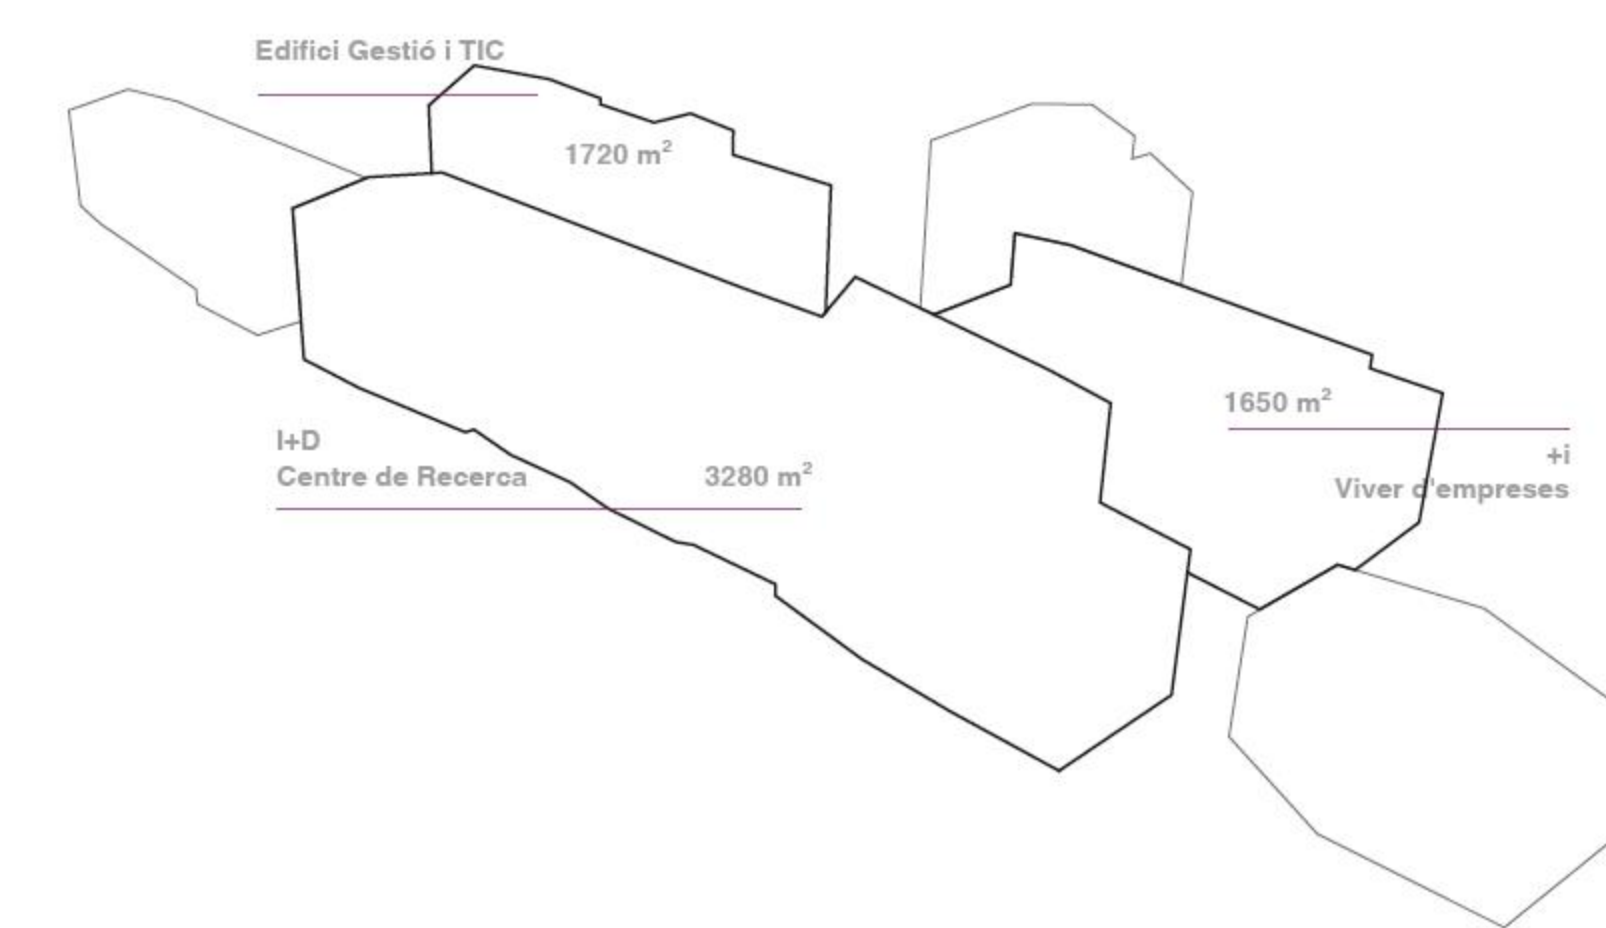 Edifici Gestió i TIC
1720 m²
1650 m²
+i
Viver d'empreses
I+D
Centre de Recerca
3280 m²